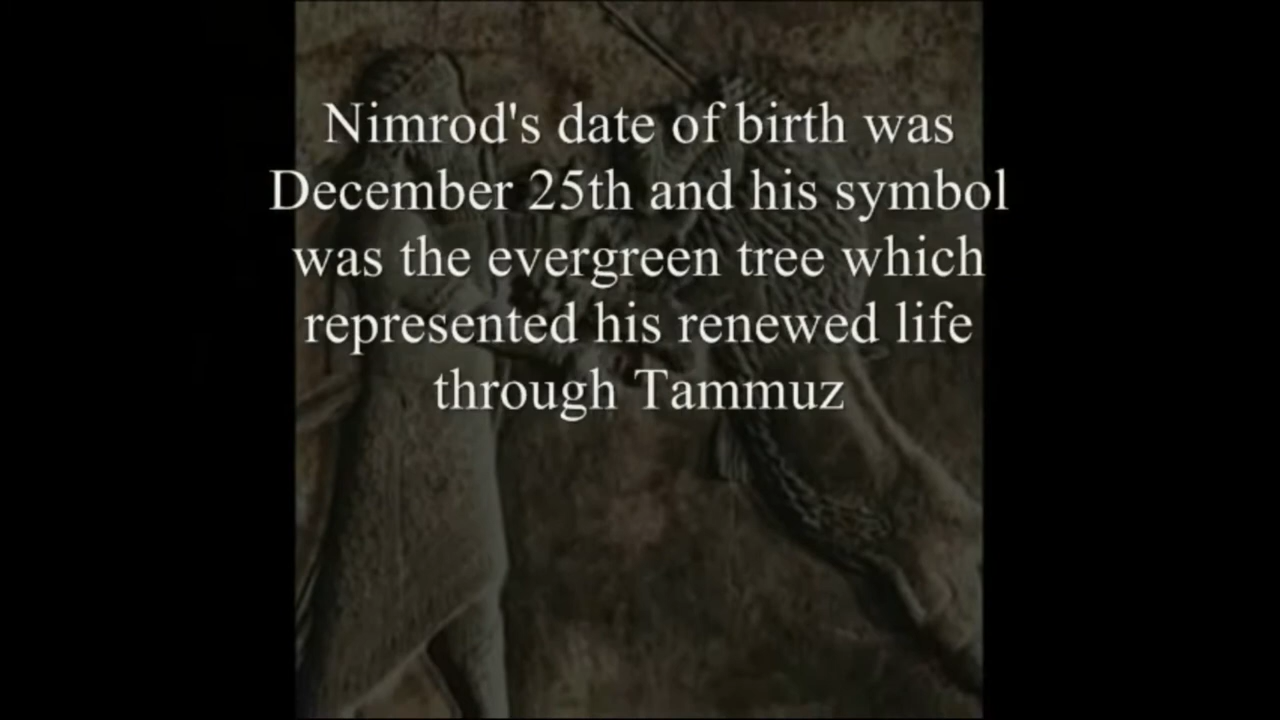 Nimrod's date of birth was
December 25th and his symbol
was the evergreen tree which
represented his renewed life
through Tammuz